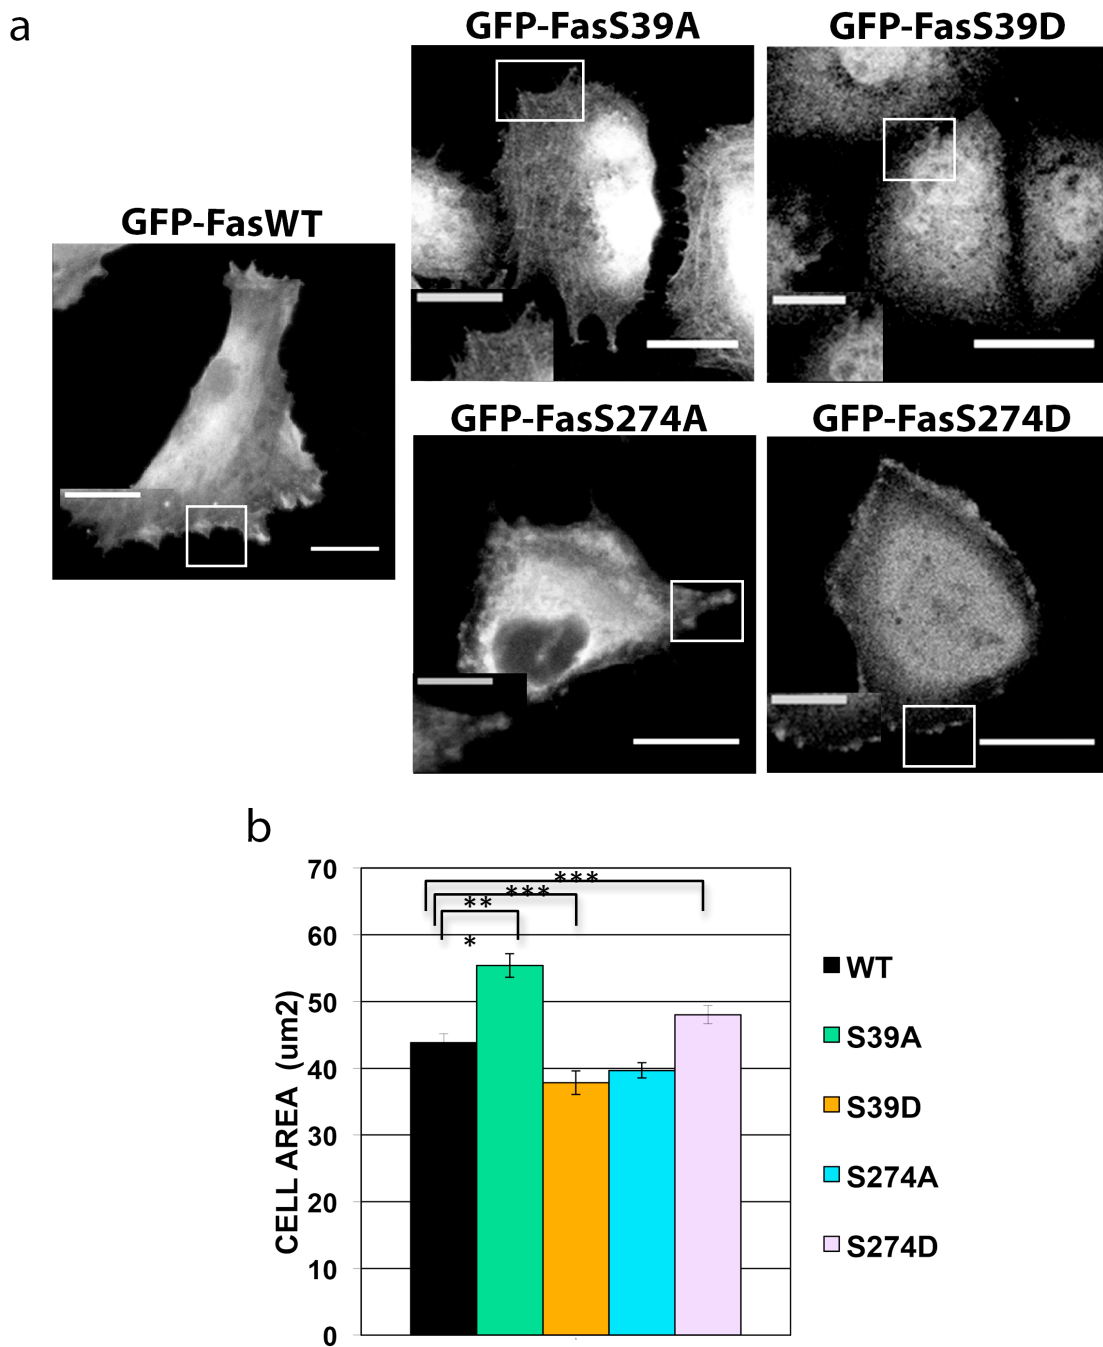 a
GFP-FasS39A
GFP-FasS39D
GFP-FasWT
GFP-FasS274A
GFP-FasS274D
b
70
60
50
40
30
20
10
0
CELL AREA (um2)
***
***
**
*
WT
S39A
S39D
S274A
S274D